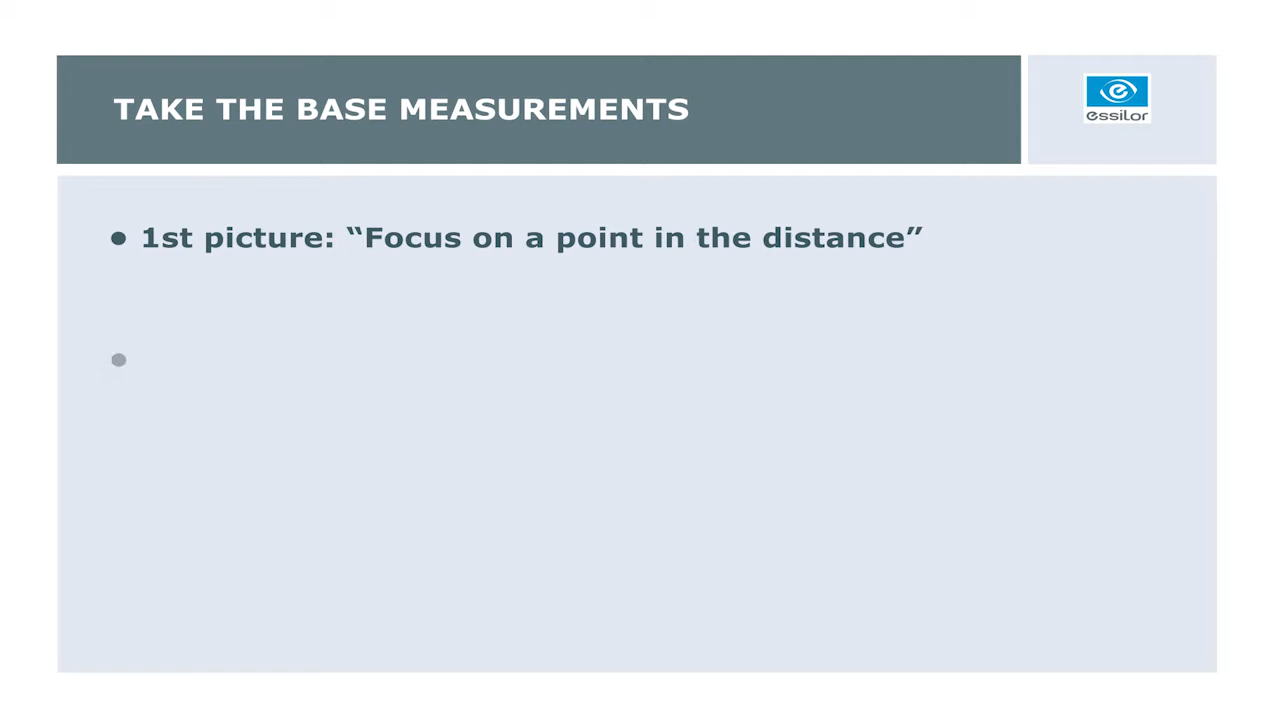 TAKE THE BASE MEASUREMENTS
essilor
● 1st picture: “Focus on a point in the distance”
●